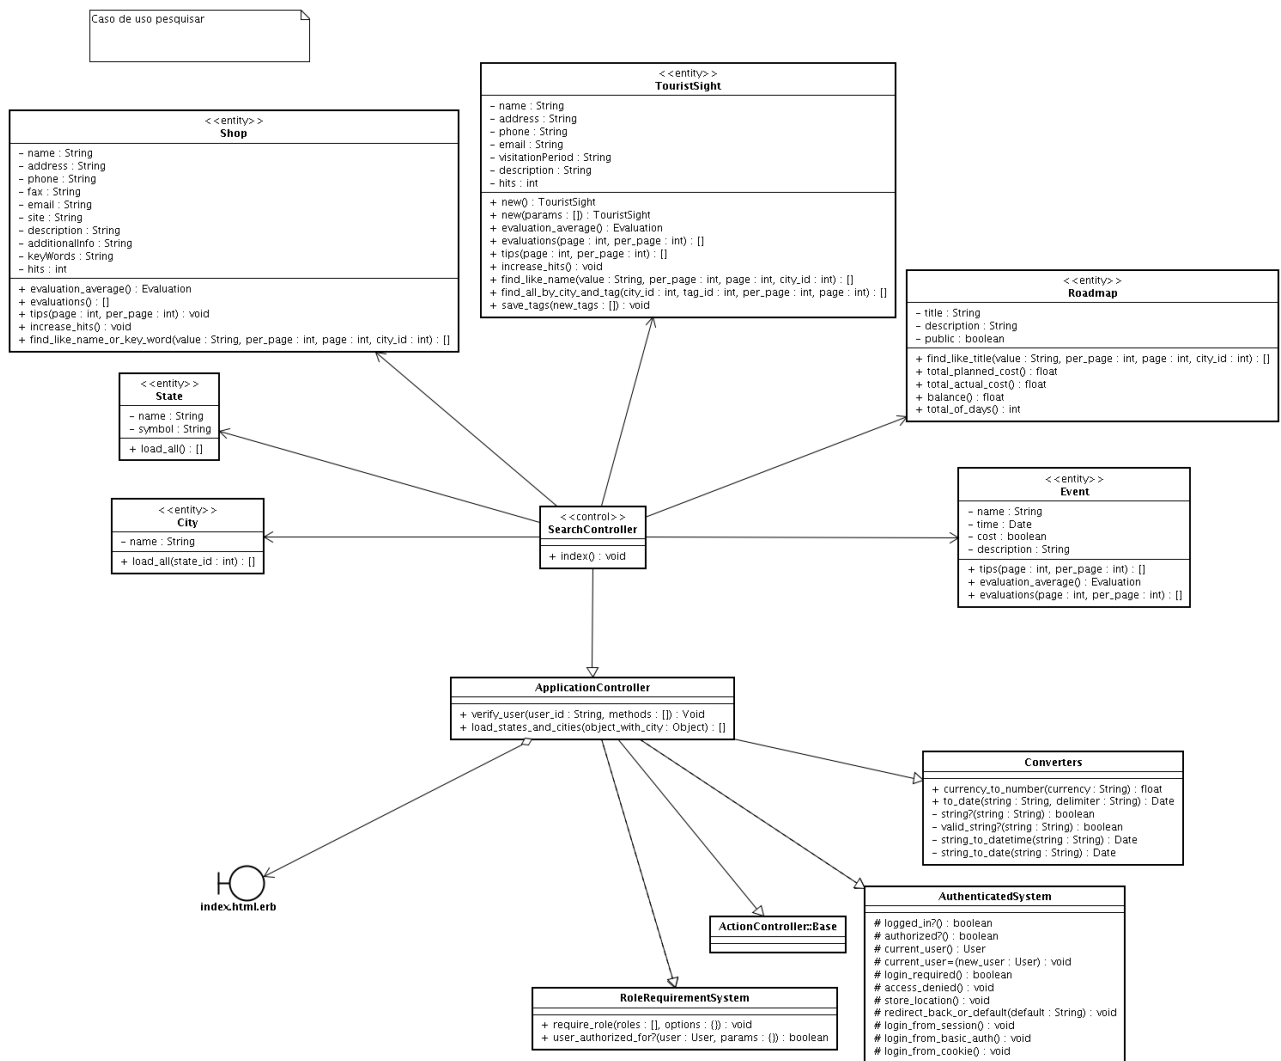 Caso de uso pesquisar
<<entity>>
TouristSight
- name : String
- address : String
- phone : String
- email : String
- visitationPeriod : String
- description : String
- hits : int
+ new() : TouristSight
+ new(params : []) : TouristSight
+ evaluation_average() : Evaluation
+ evaluations(page : int, per_page : int) : []
+ tips(page : int, per_page : int) : []
+ increase_hits() : void
+ find_like_name(value : String, per_page : int, page : int, city_id : int) : []
+ find_all_by_city_and_tag(city_id : int, tag_id : int, per_page : int, page : int) : []
+ save_tags(new_tags : []) : void
<<entity>>
Shop
- name : String
- address : String
- phone : String
- fax : String
- email : String
- site : String
- description : String
- additionalInfo : String
- keyWords : String
- hits : int
+ evaluation_average() : Evaluation
+ evaluations() : []
+ tips(page : int, per_page : int) : void
+ increase_hits() : void
+ find_like_name_or_key_word(value : String, per_page : int, page : int, city_id : int) : []
<<entity>>
Roadmap
- title : String
- description : String
- public : boolean
+ find_like_title(value : String, per_page : int, page : int, city_id : int) : []
+ total_planned_cost() : float
+ total_actual_cost() : float
+ balance() : float
+ total_of_days() : int
<<entity>>
State
- name : String
- symbol : String
+ load_all() : []
<<entity>>
City
- name : String
+ load_all(state_id : int) : []
<<control>>
SearchController
+ index() : void
<<entity>>
Event
- name : String
- time : Date
- cost : boolean
- description : String
+ tips(page : int, per_page : int) : []
+ evaluation_average() : Evaluation
+ evaluations(page : int, per_page : int) : []
ApplicationController
+ verify_user(user_id : String, methods : []) : Void
+ load_states_and_cities(object_with_city : Object) : []
Converters
+ currency_to_number(currency : String) : float
+ to_date(string : String, delimiter : String) : Date
- string?(string : String) : boolean
- valid_string?(string : String) : boolean
- string_to_datetime(string : String) : Date
- string_to_date(string : String) : Date
index.html.erb
ActionController::Base
AuthenticatedSystem
# logged_in?() : boolean
# authorized?() : boolean
# current_user() : User
# current_user=(new_user : User) : void
# login_required() : boolean
# access_denied() : void
# store_location() : void
# redirect_back_or_default(default : String) : void
# login_from_session() : void
# login_from_basic_auth() : void
# login_from_cookie() : void
RoleRequirementSystem
+ require_role(roles : [], options : {}) : void
+ user_authorized_for?(user : User, params : {}) : boolean